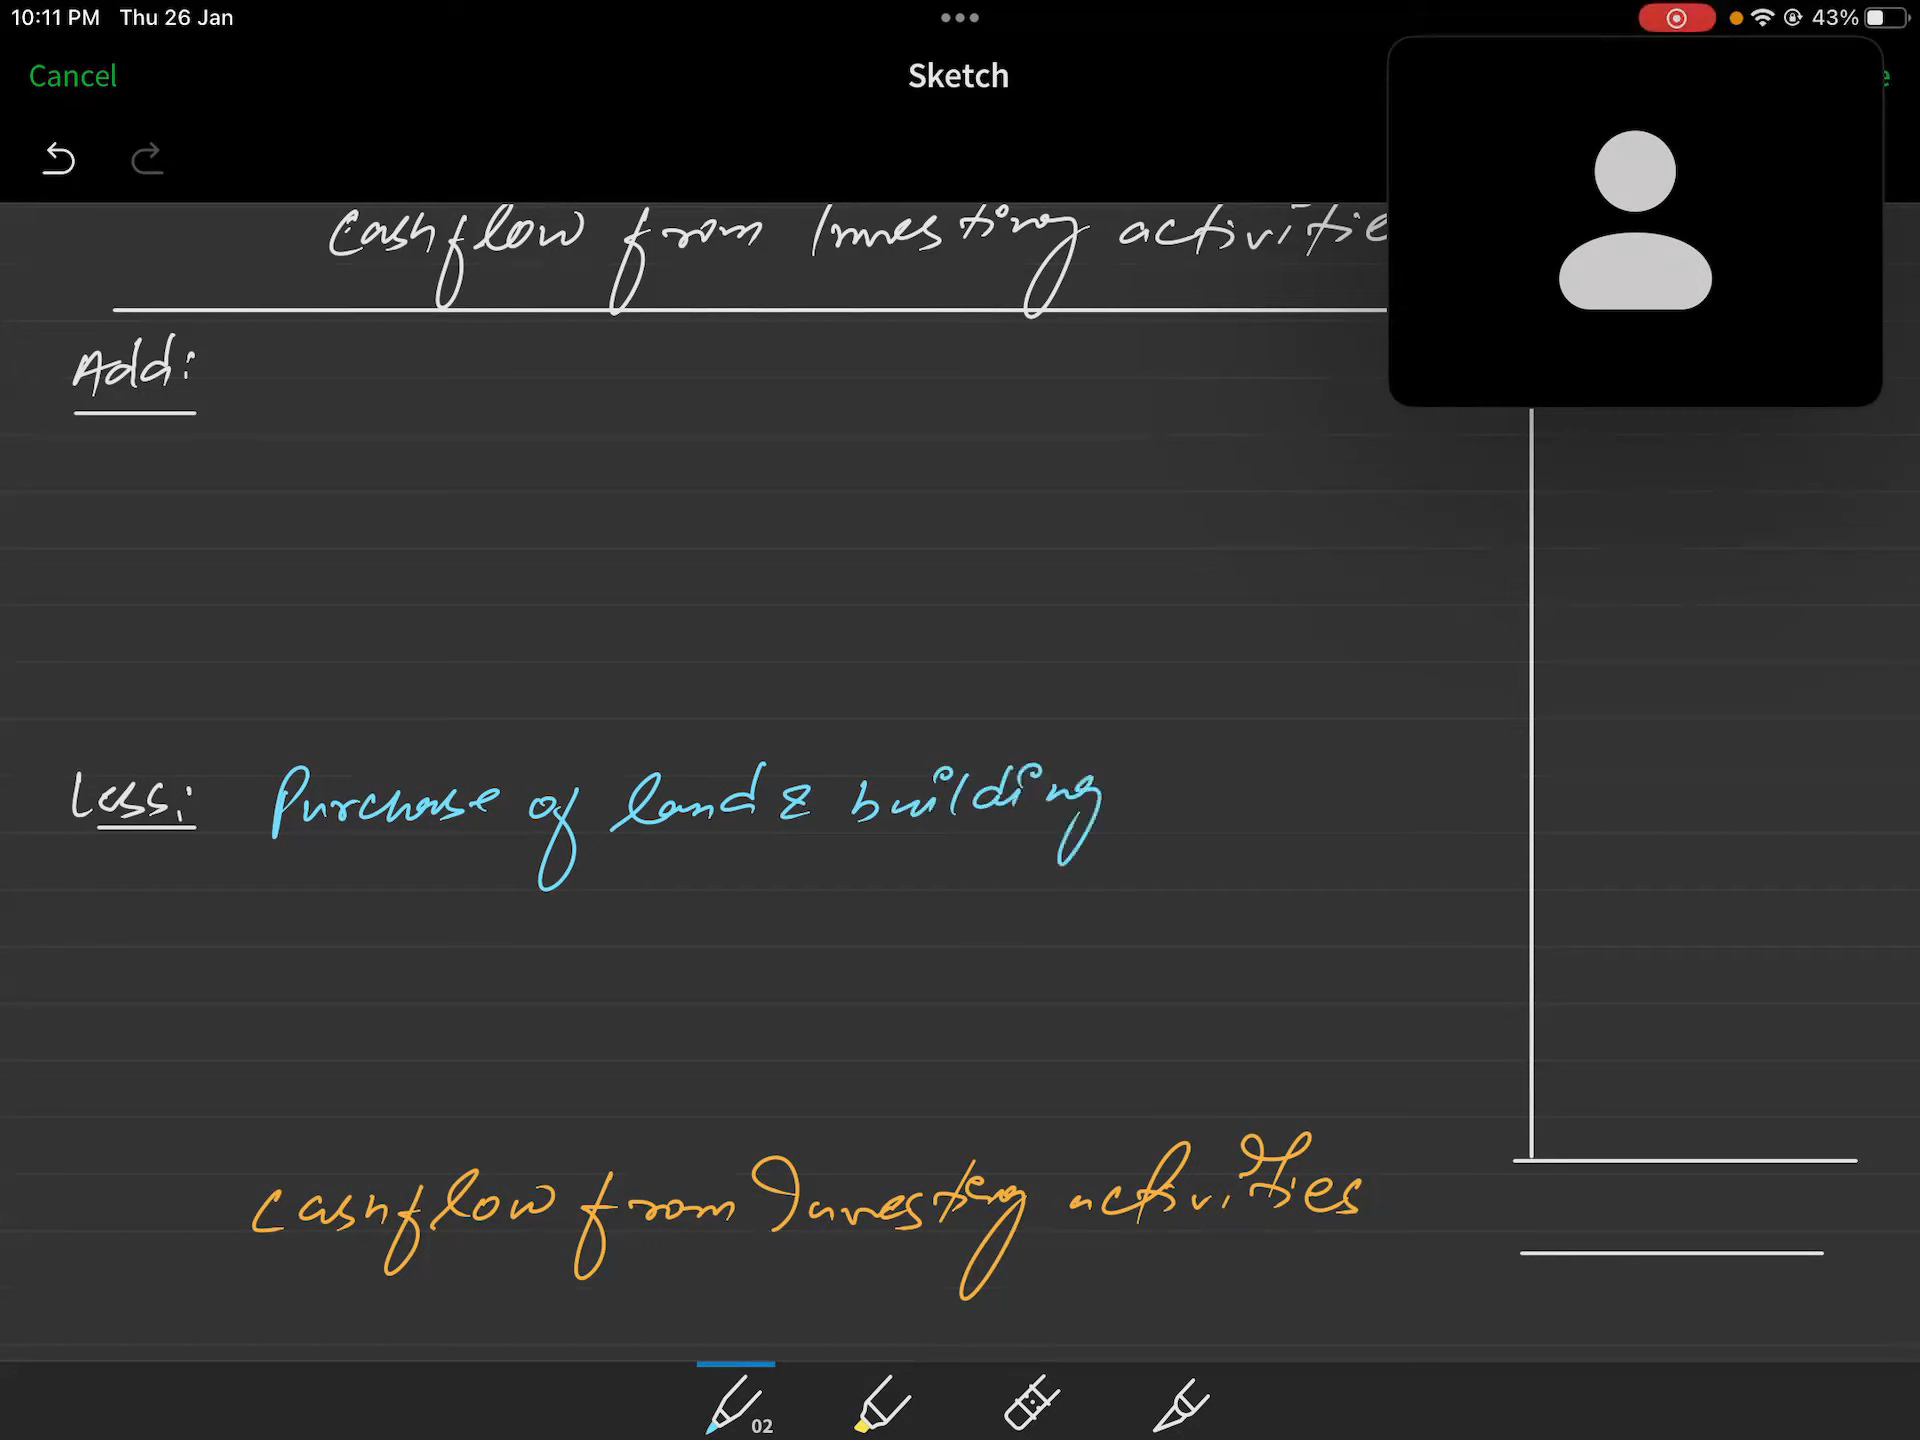 10:11 PM Thu 26 Jan
43%
Cancel
Sketch
e
Cashflow from Investing activitie
Add:
Less: Purchase of land & building
Cashflow from Investing activities
02